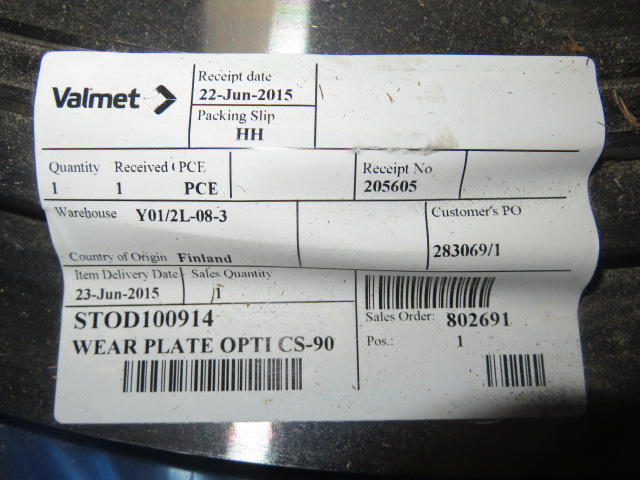 Valmet
Receipt date
22-Jun-2015
Packing Slip
HH
Quantity Received PCE
1 1 PCE
Receipt No
205605
Warehouse Y01/2L-08-3
Customer's PO
283069/1
Country of Origin Finland
Item Delivery Date Sales Quantity
23-Jun-2015 1
STOD100914
WEAR PLATE OPTI CS-90
Sales Order: 802691
Pos.: 1